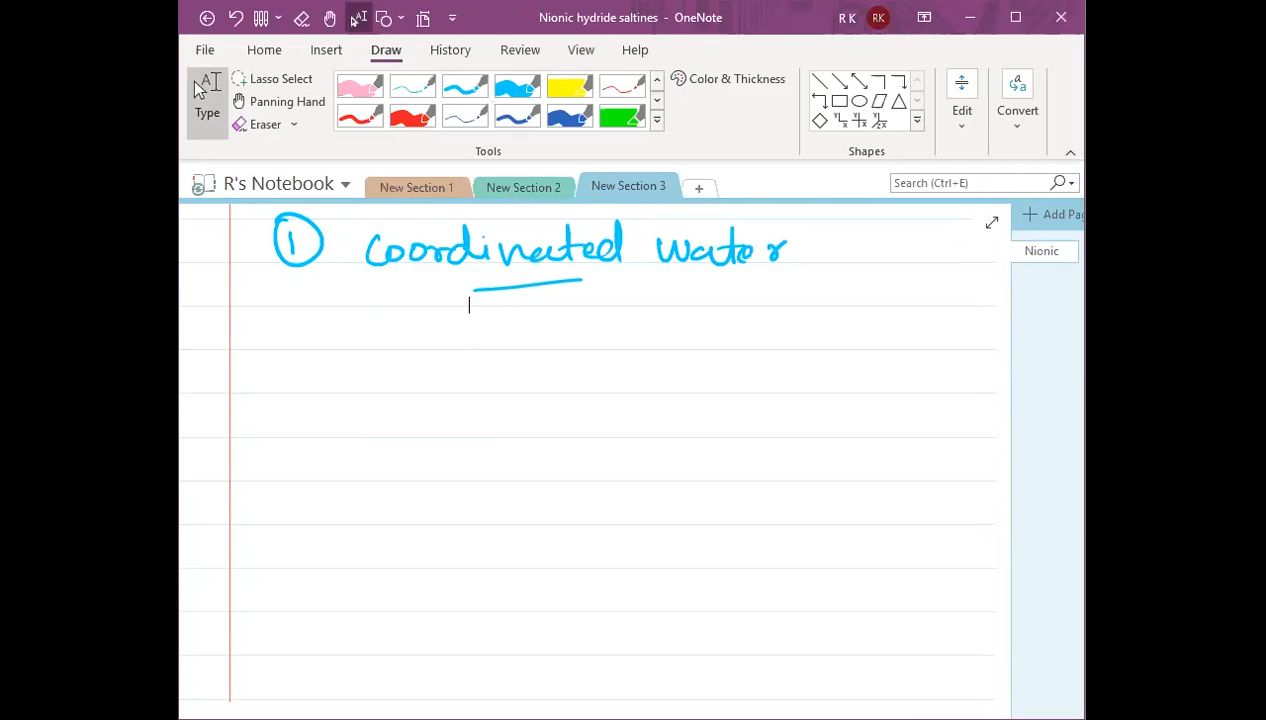 Nionic hydride saltines - OneNote
R K
RK
File
Home
Insert
Draw
History
Review
View
Help
Type
Lasso Select
Panning Hand
Eraser
Color & Thickness
Edit
Convert
Tools
Shapes
R's Notebook
New Section 1
New Section 2
New Section 3
Search (Ctrl+E)
Add Pag
① Coordinated water
Nionic